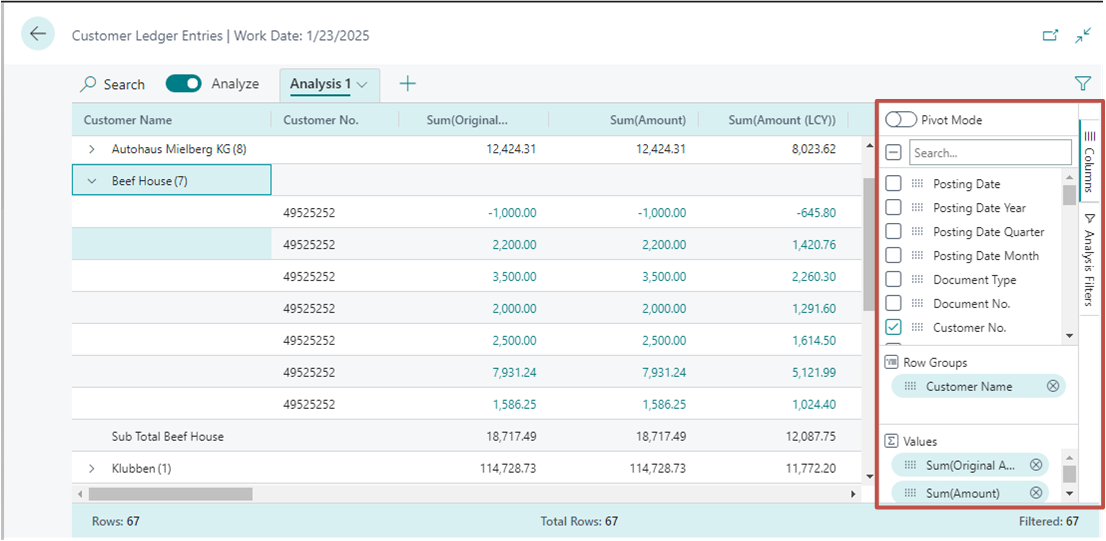 Customer Ledger Entries | Work Date: 1/23/2025
Search Analyze Analysis 1
Customer Name Customer No. Sum(Original... Sum(Amount) Sum(Amount (LCY))
Autohaus Mielberg KG (8) 12,424.31 12,424.31 8,023.62
Beef House (7)
49525252 -1,000.00 -1,000.00 -645.80
49525252 2,200.00 2,200.00 1,420.76
49525252 3,500.00 3,500.00 2,260.30
49525252 2,000.00 2,000.00 1,291.60
49525252 2,500.00 2,500.00 1,614.50
49525252 7,931.24 7,931.24 5,121.99
49525252 1,586.25 1,586.25 1,024.40
Sub Total Beef House 18,717.49 18,717.49 12,087.75
Klubben (1) 114,728.73 114,728.73 11,772.20
Rows: 67 Total Rows: 67 Filtered: 67
Pivot Mode
Search...
Posting Date
Posting Date Year
Posting Date Quarter
Posting Date Month
Document Type
Document No.
Customer No.
Row Groups
Customer Name
Values
Sum(Original A...
Sum(Amount)
Columns
Analysis Filters